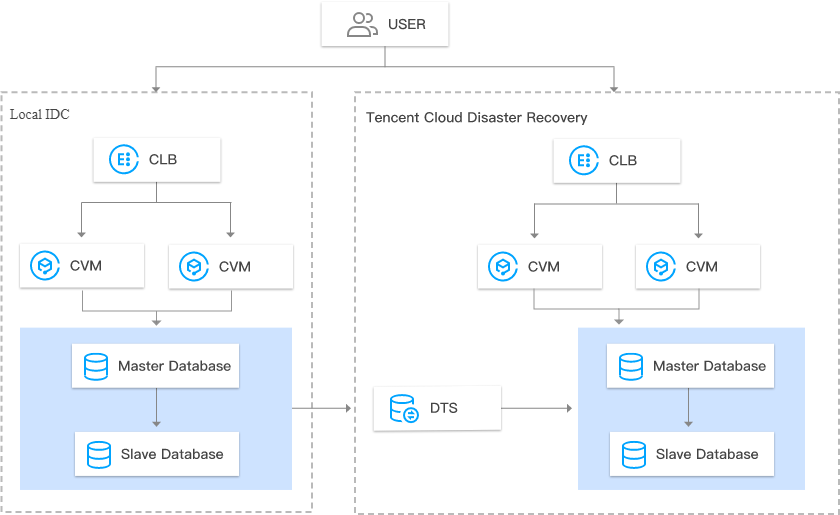 USER
Local IDC
CLB
CVM
CVM
Master Database
Slave Database
Tencent Cloud Disaster Recovery
CLB
CVM
CVM
DTS
Master Database
Slave Database